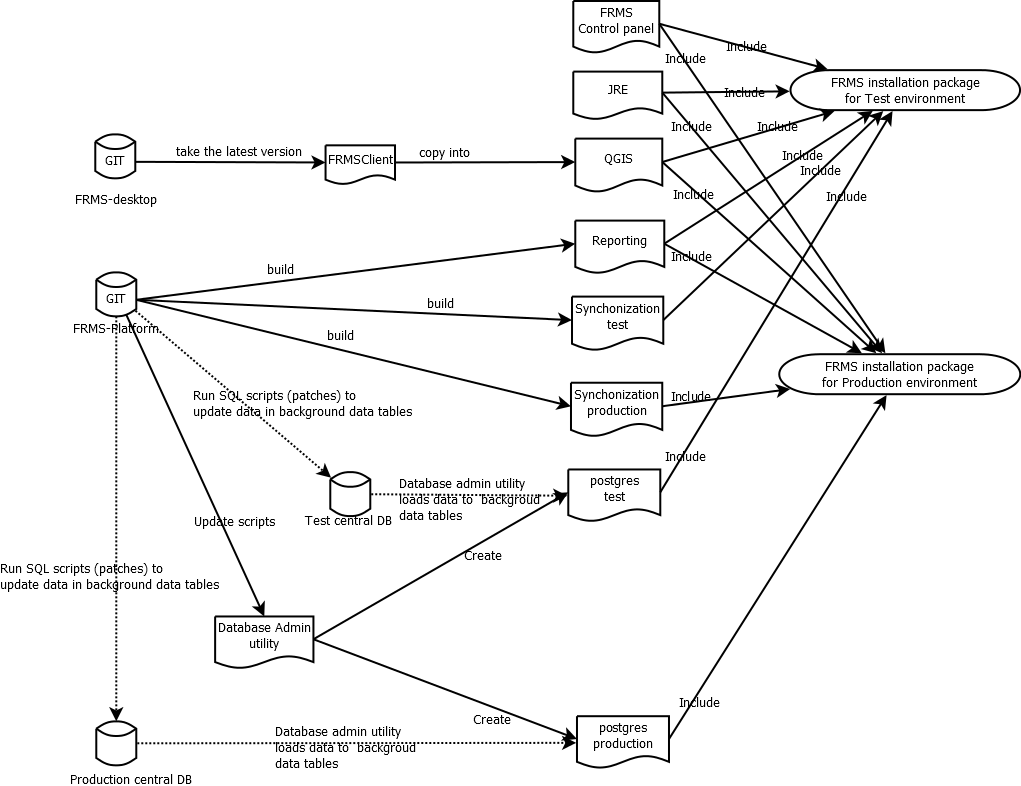 FRMS
Control panel
Include
Include
JRE
Include
FRMS installation package
for Test environment
Include
Include
GIT
take the latest version
FRMSClient
copy into
QGIS
Include
Include
Include
Include
FRMS-desktop
Reporting
Include
build
GIT
FRMS-Platform
build
Synchonization
test
build
FRMS installation package
for Production environment
Run SQL scripts (patches) to
update data in background data tables
Synchonization
production
Include
Include
Database admin utility
loads data to  backgroud
data tables
postgres
test
Test central DB
Update scripts
Create
Run SQL scripts (patches) to
update data in background data tables
Database Admin
utility
Include
Create
Database admin utility
loads data to  backgroud
data tables
postgres
production
Production central DB